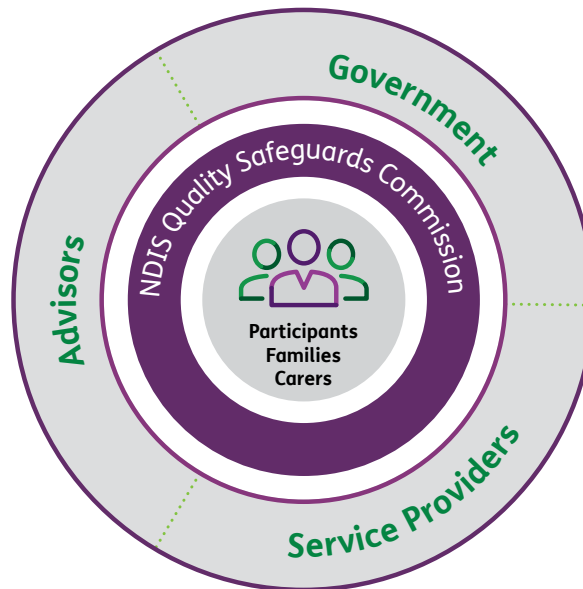 Government
NDIS Quality Safeguards Commission
Advisors
Participants
Families
Carers
Service Providers